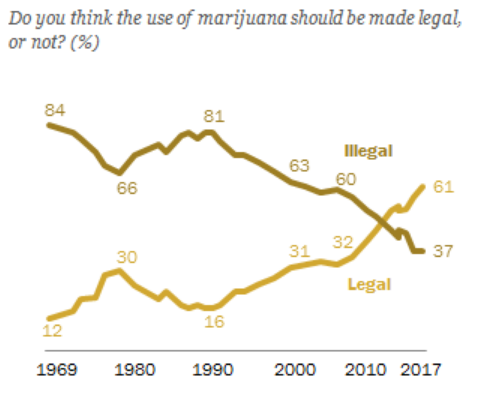 Do you think the use of marijuana should be made legal,
or not? (%)
84
81
Illegal
63
60
61
66
30
31
32
37
Legal
16
12
1969 1980 1990 2000 2010 2017